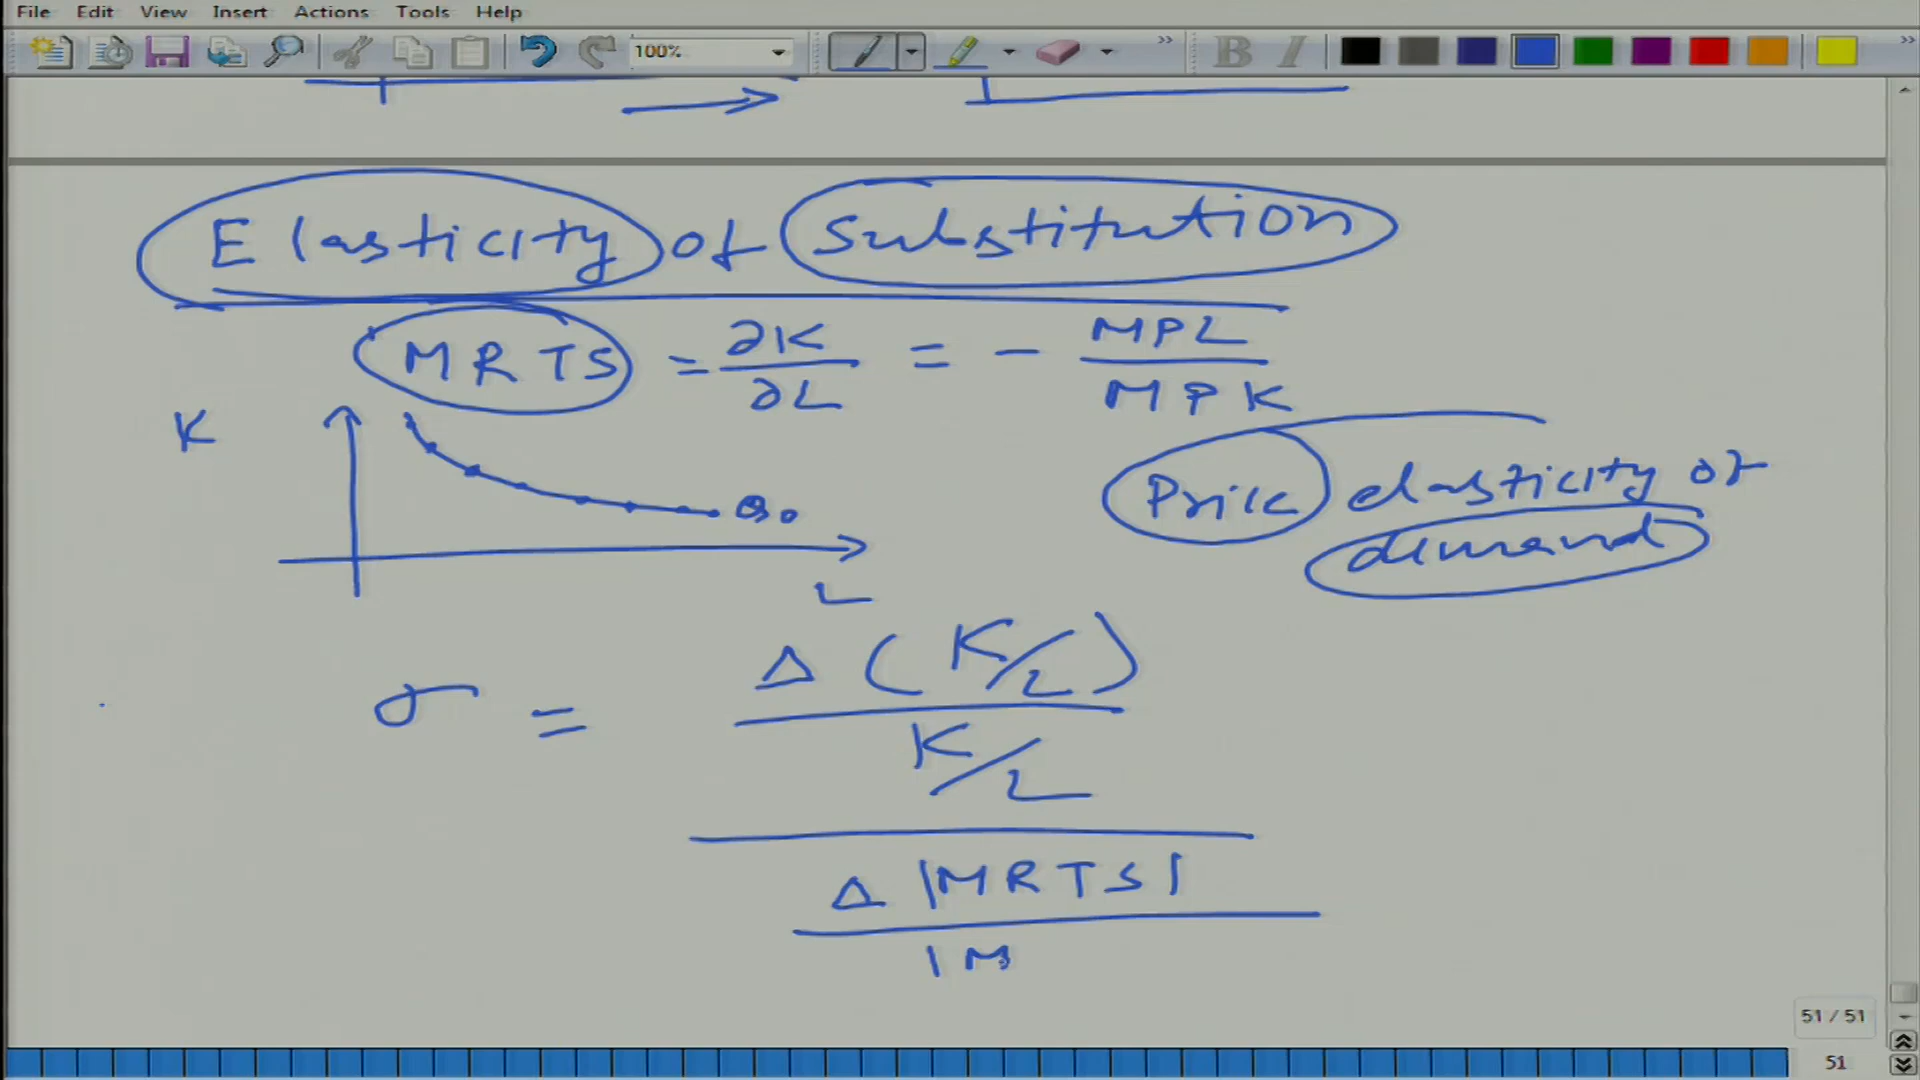 File Edit View Insert Actions Tools Help
100% B I
Elasticity of Substitution
MRTS = ∂K/∂L = - MPL/MPK
K
Price elasticity of
demand
Q0
L
σ = Δ (K/L)
K/L
Δ |MRTS|
|M
51 / 51
51